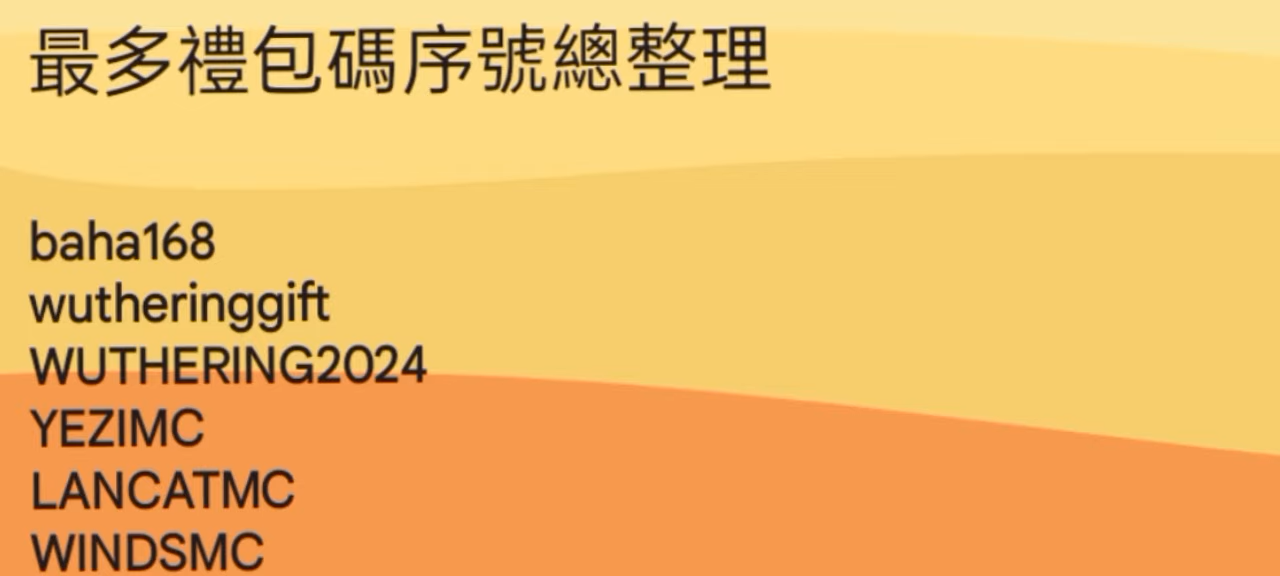 最多禮包碼序號總整理
baha168
wutheringgift
WUTHERING2024
YEZIMC
LANCATMC
WINDSMC